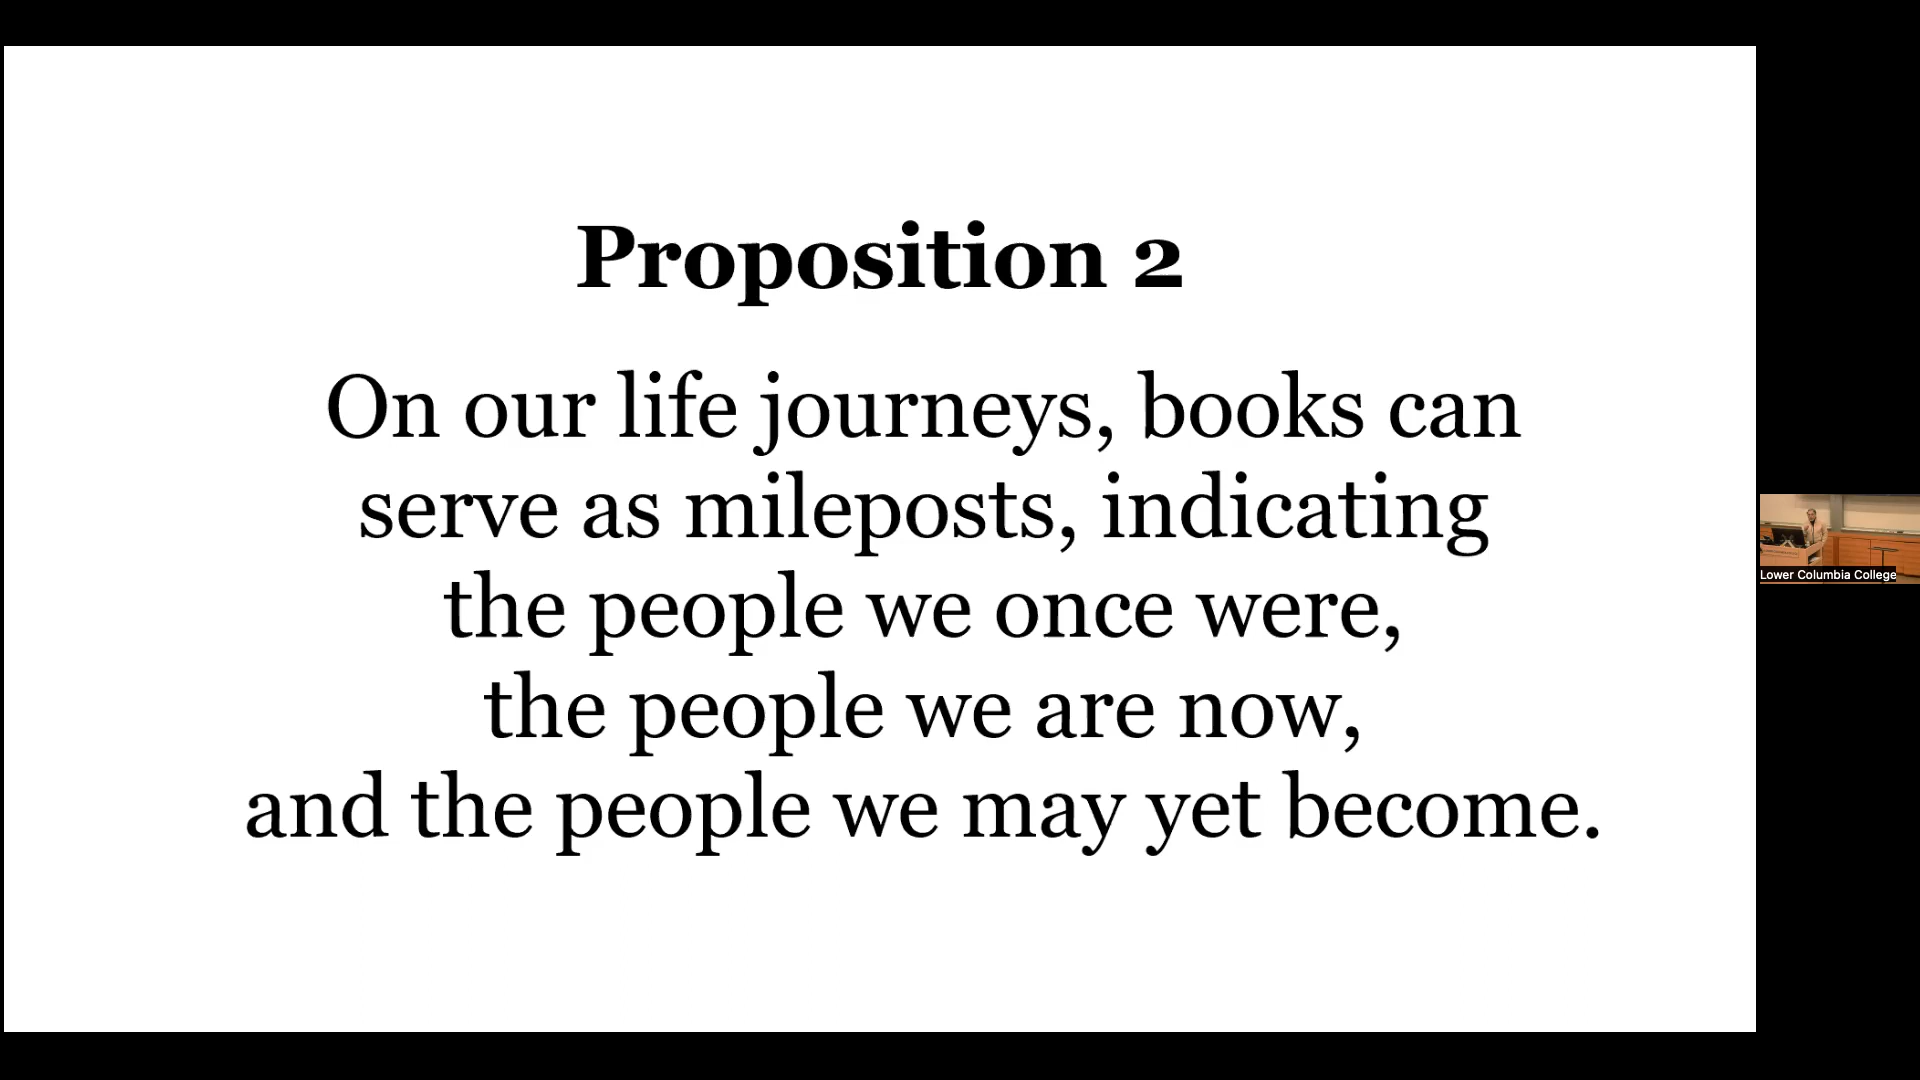 Proposition 2
On our life journeys, books can
serve as mileposts, indicating
the people we once were,
the people we are now,
and the people we may yet become.
Lower Columbia College